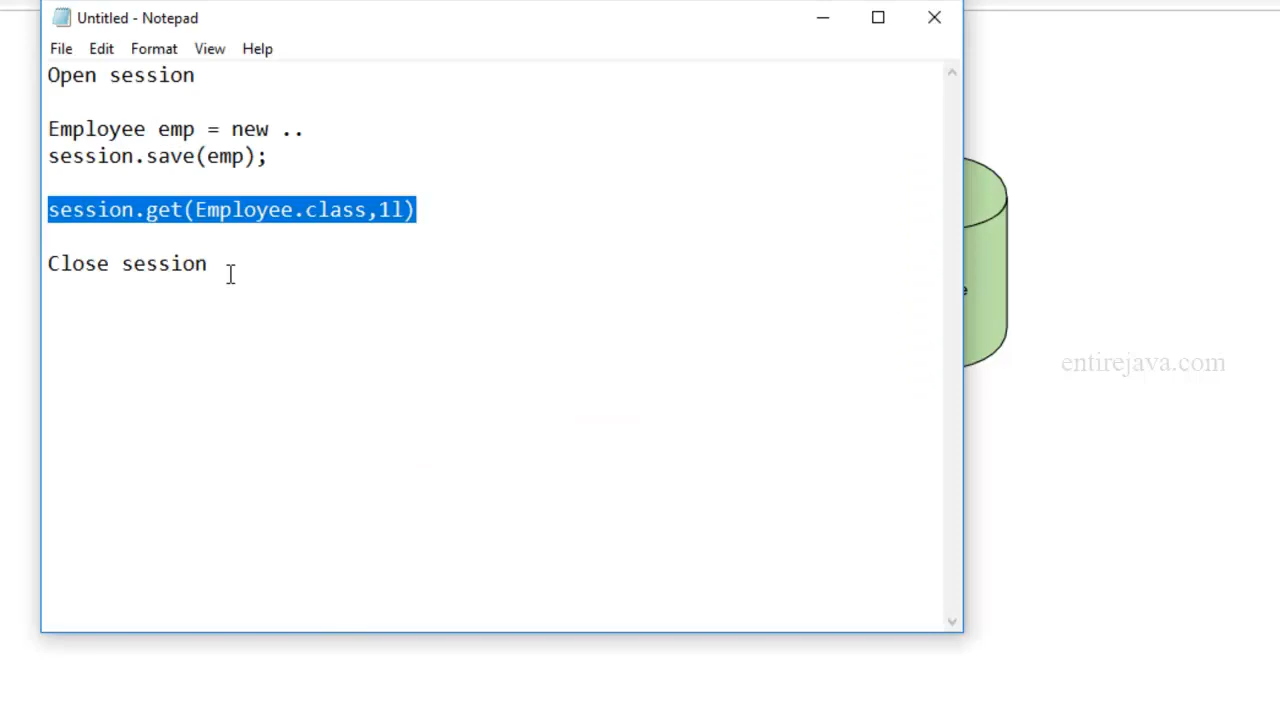 Untitled - Notepad
File Edit Format View Help
Open session
Employee emp = new ..
session.save(emp);
session.get(Employee.class,1l)
Close session
entirejava.com